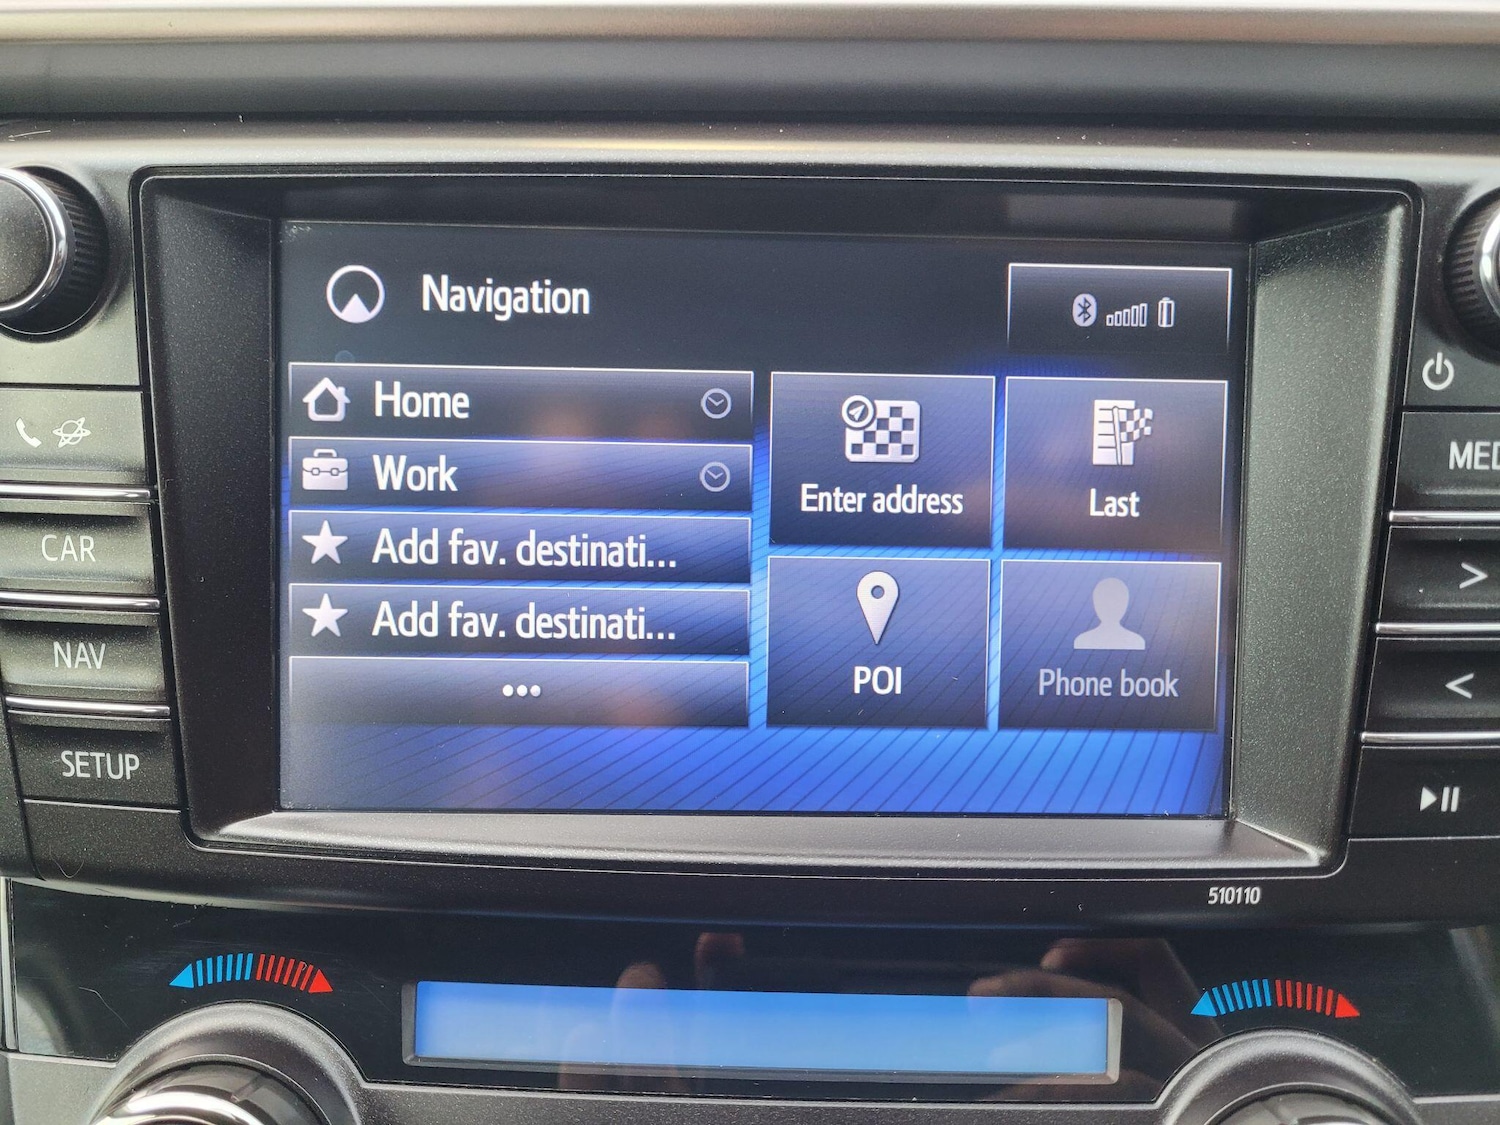 Navigation
Home
Work
Add fav. destinati...
Add fav. destinati...
Enter address
Last
POI
Phone book
CAR
NAV
SETUP
MED
510110